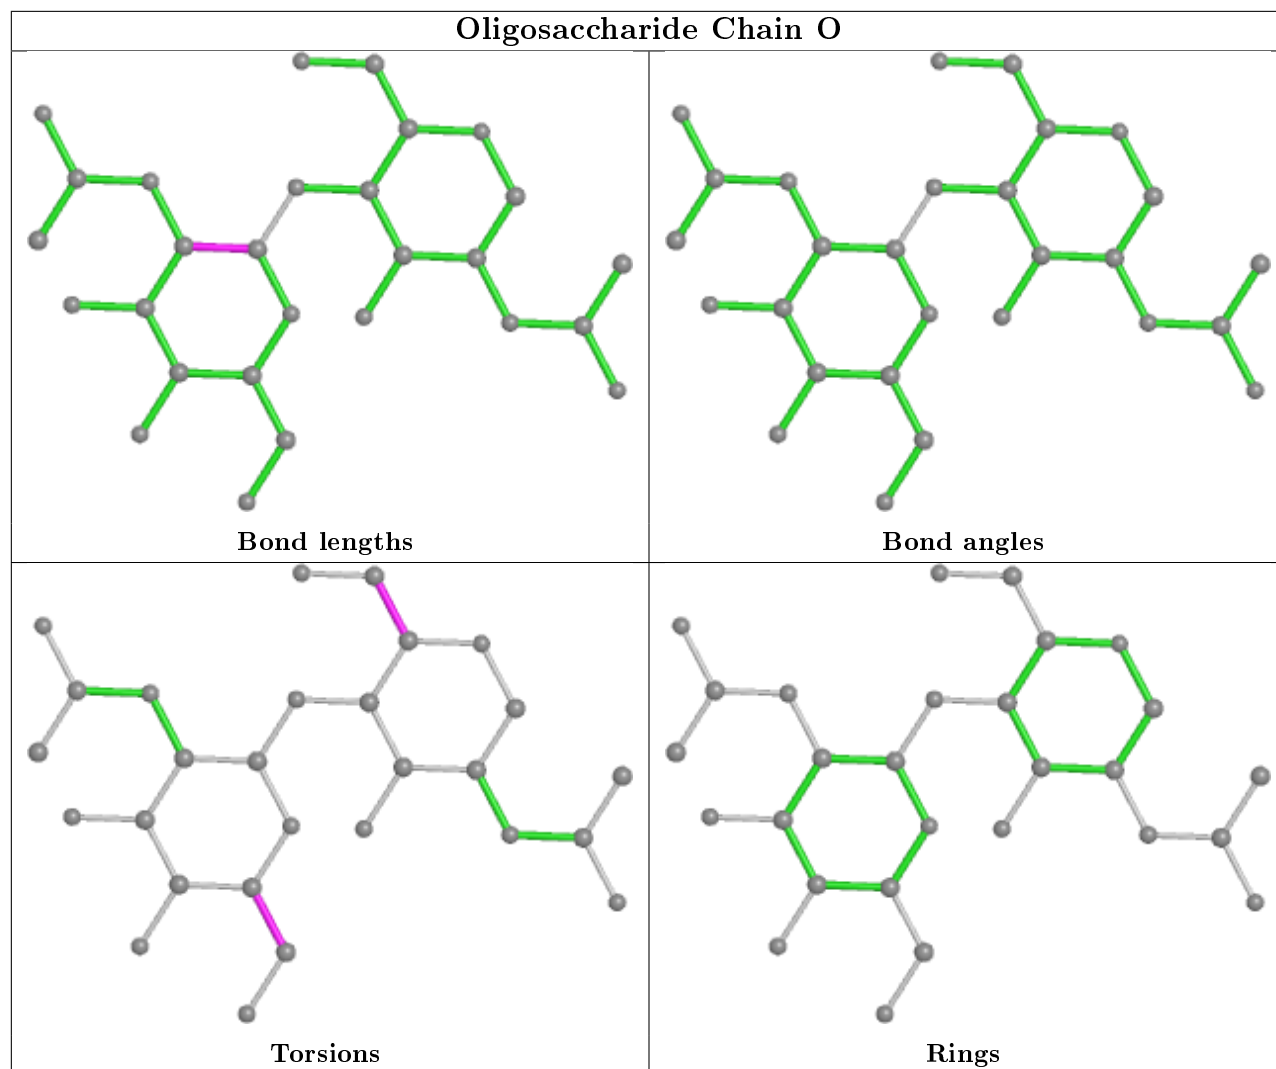 Oligosaccharide Chain O
Bond lengths
Bond angles
Torsions
Rings